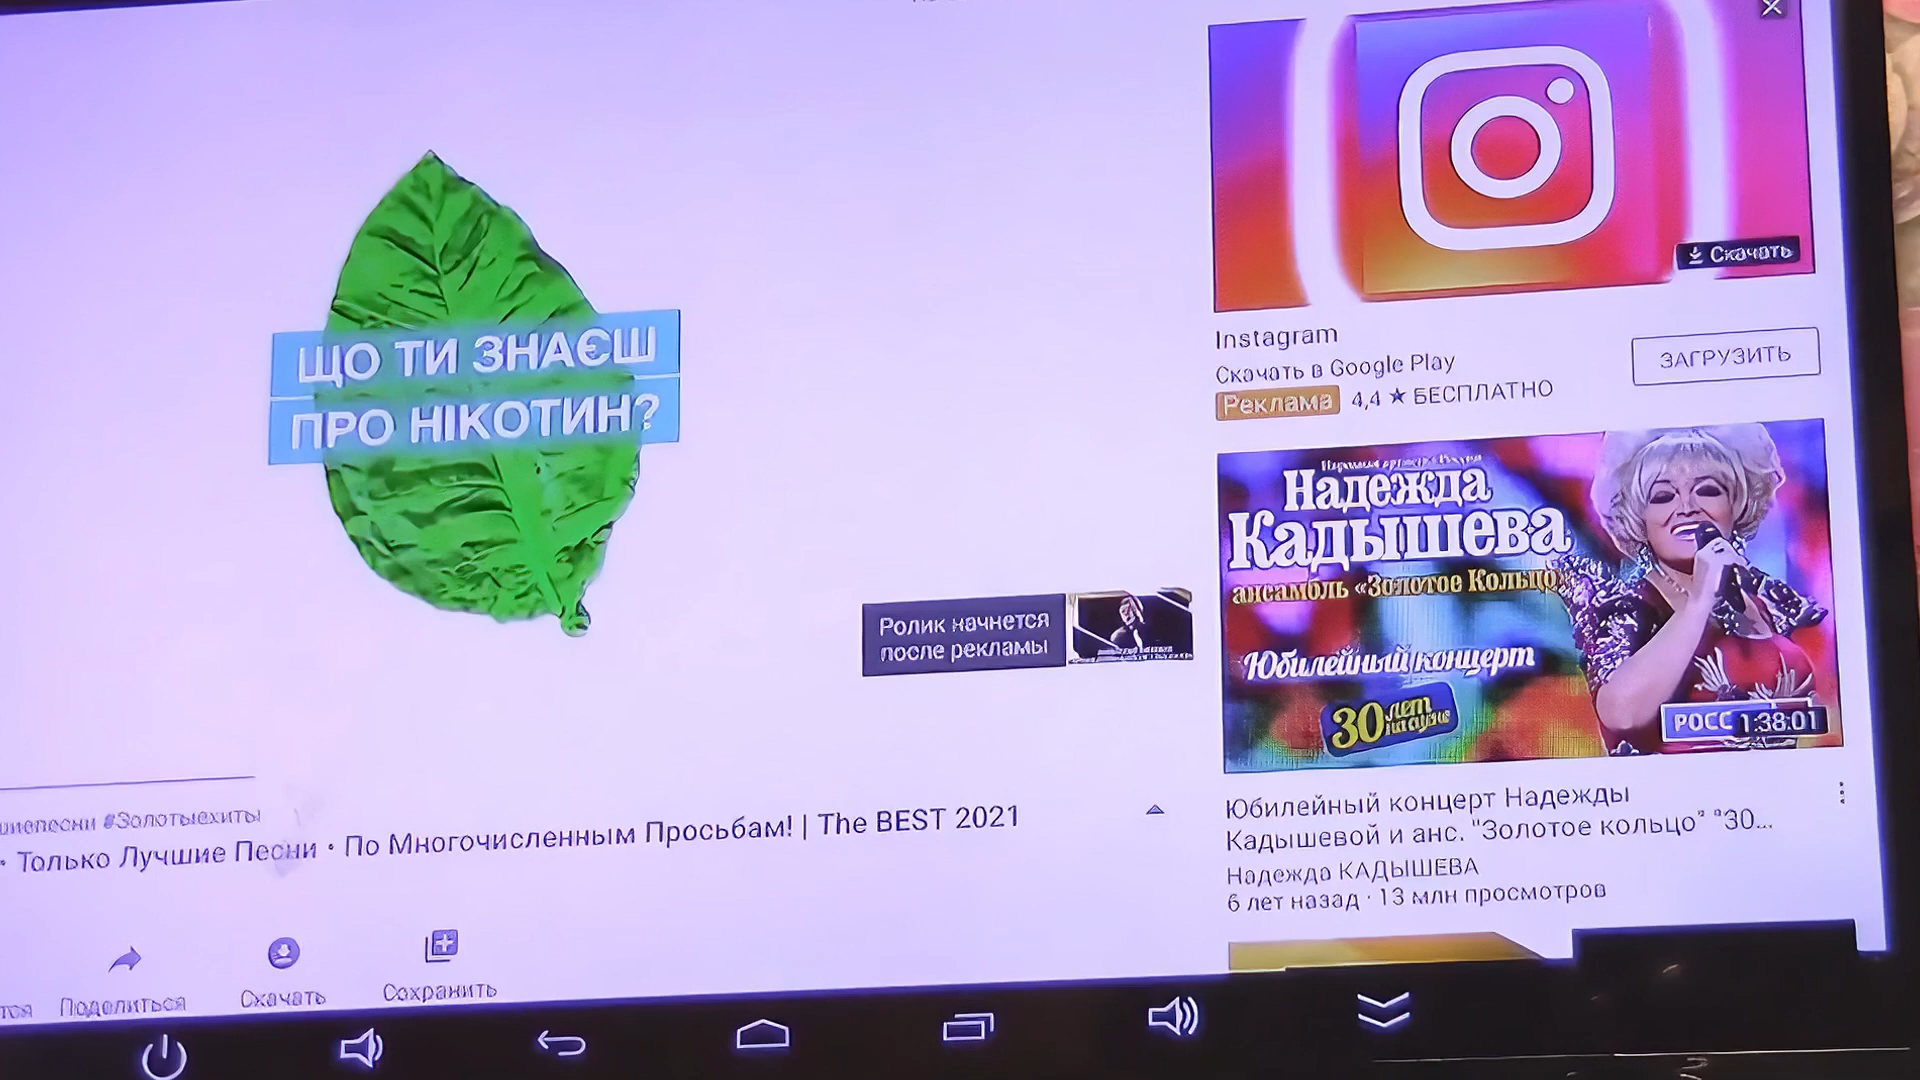 ЩО ТИ ЗНАЄШ
ПРО НІКОТИН?
Ролик начнется
после рекламы
#Золотыехиты
• Только Лучшие Песни • По Многочисленным Просьбам! | The BEST 2021
Поделиться
Скачать
Сохранить
Скачать
Instagram
Скачать в Google Play
Реклама 4,4 ★ БЕСПЛАТНО
ЗАГРУЗИТЬ
Надежда
Кадышева
ансамбль «Золотое Кольцо»
Юбилейный концерт
30 лет
РОСС 1:38:01
Юбилейный концерт Надежды
Кадышевой и анс. "Золотое кольцо" "30...
Надежда КАДЫШЕВА
6 лет назад · 13 млн просмотров